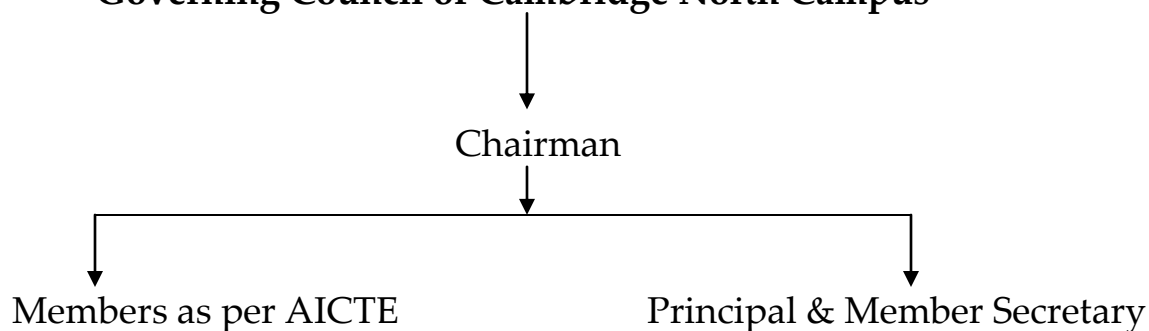 Governing Council of Cambridge North Campus
Chairman
Members as per AICTE
Principal & Member Secretary